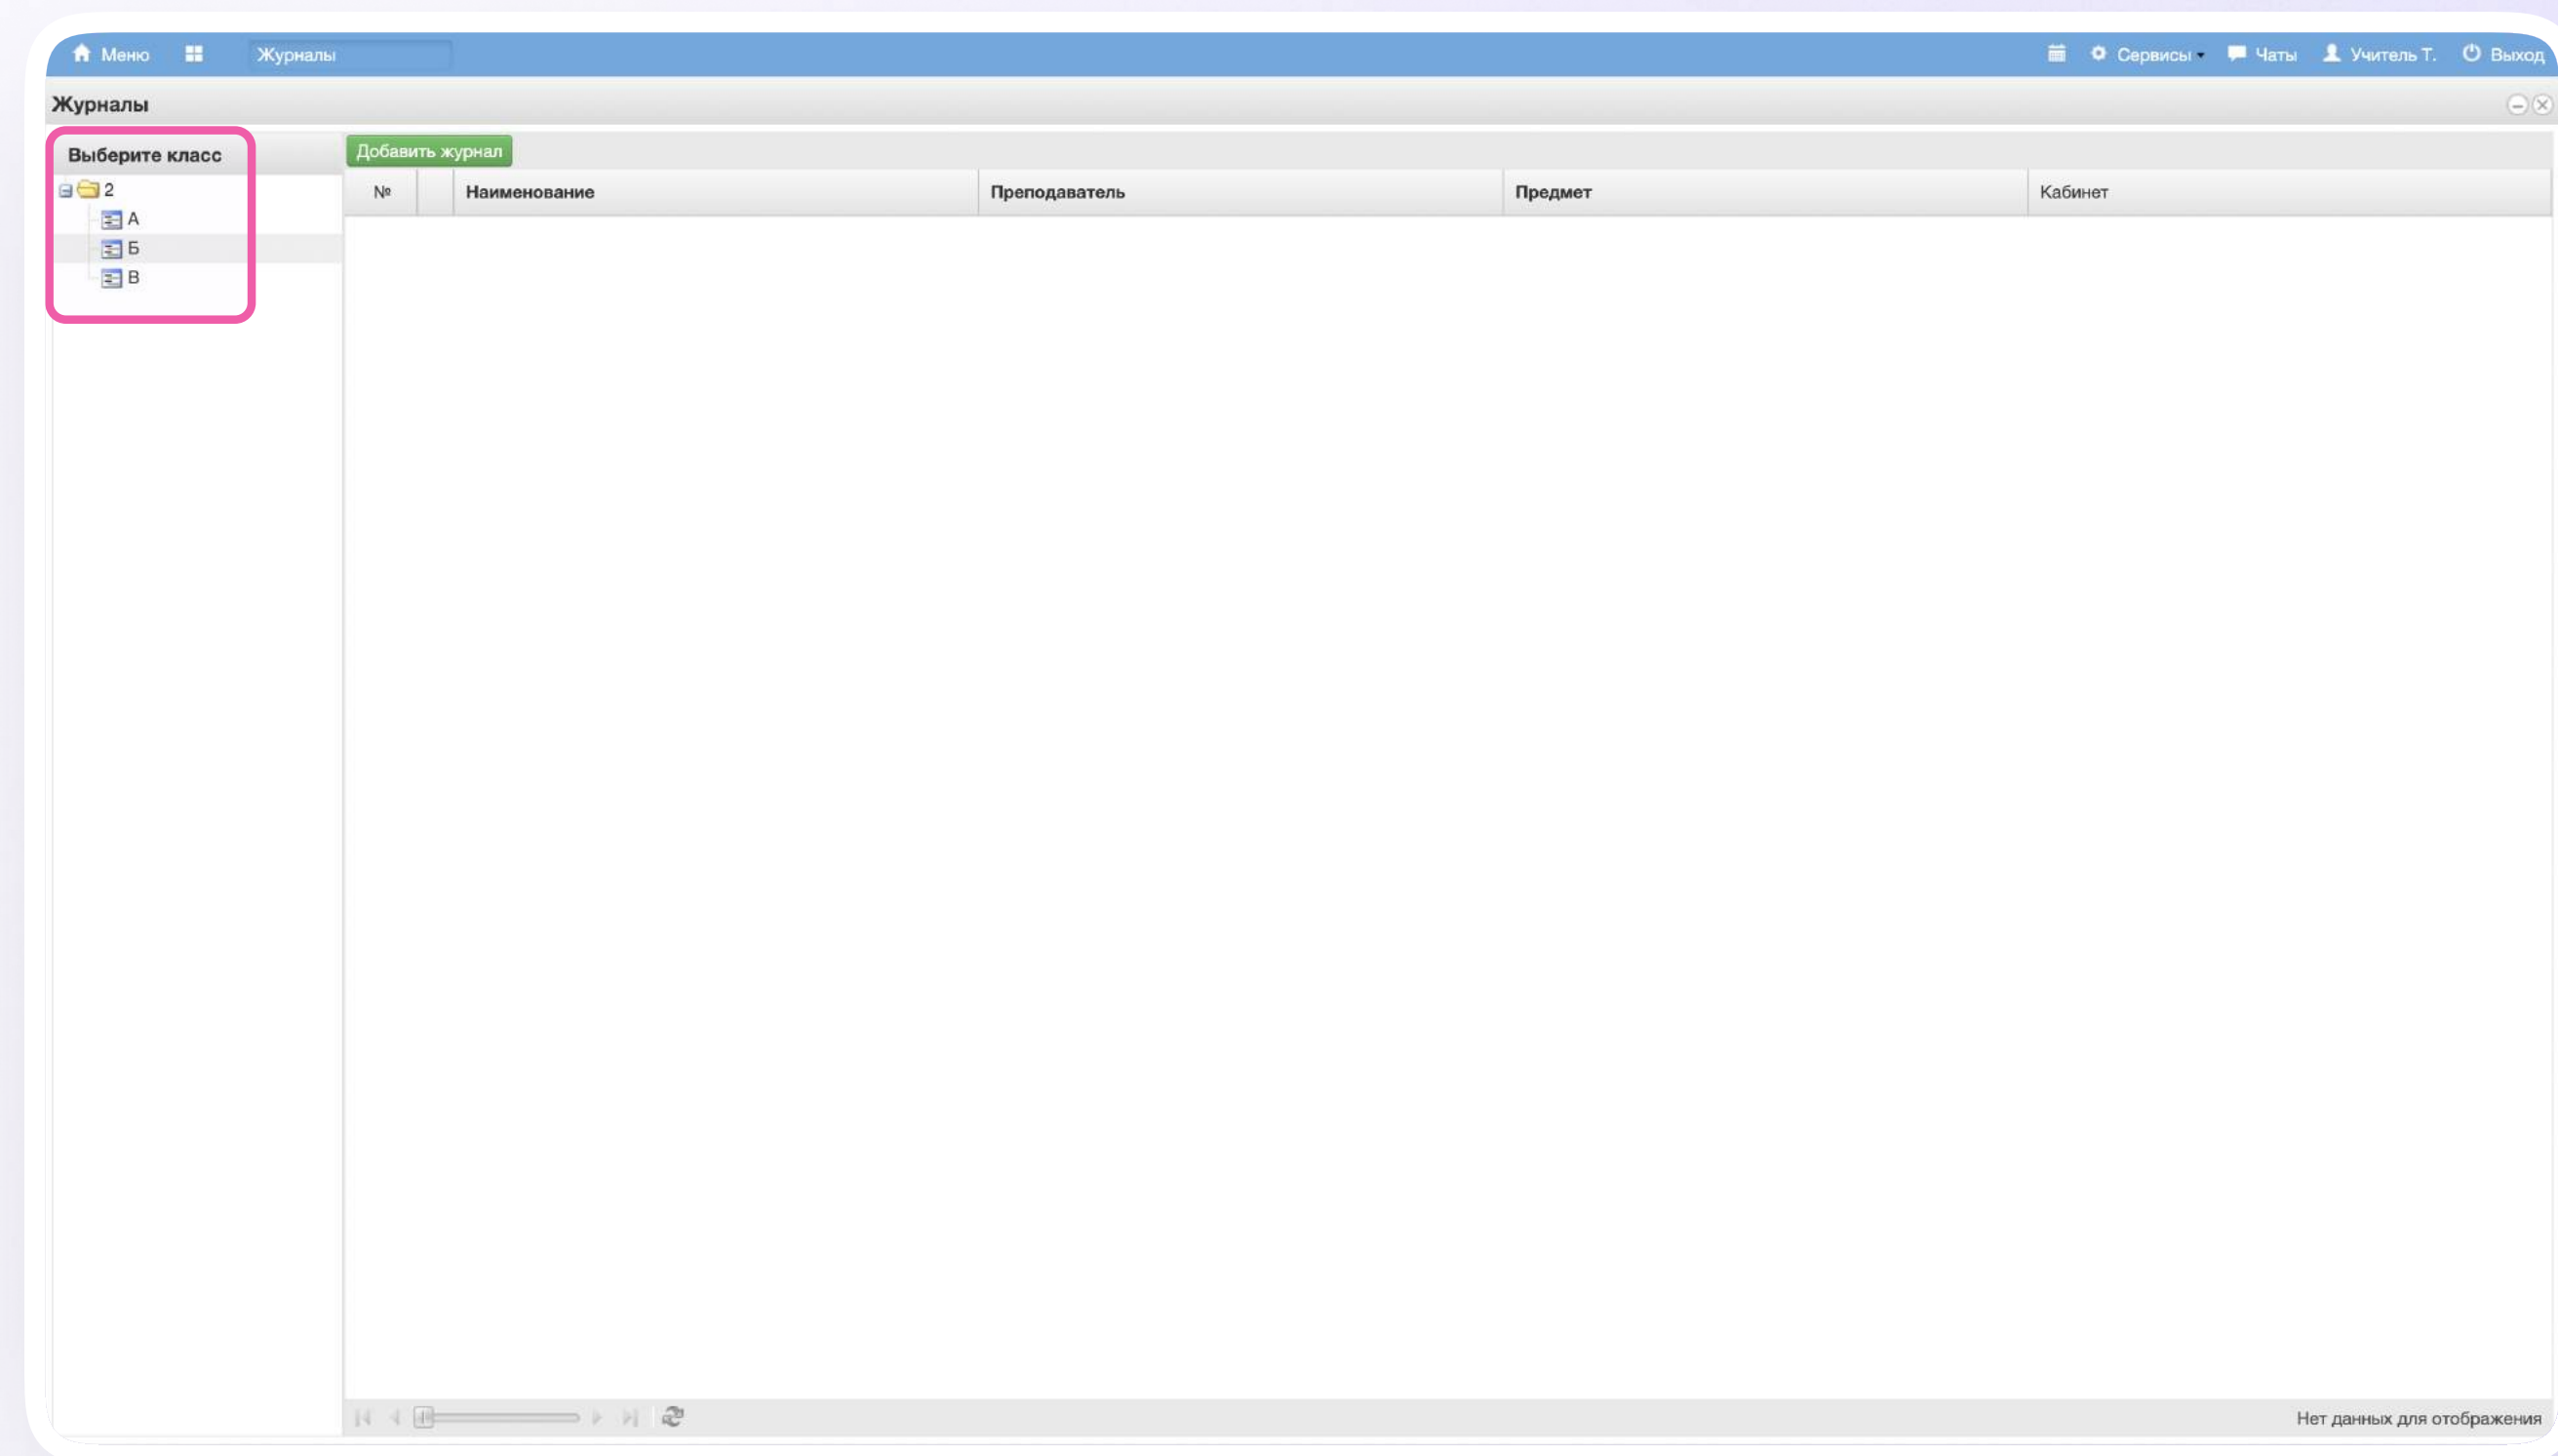 Меню Журналы Сервисы Чаты Учитель Т. Выход
Журналы
Выберите класс Добавить журнал
2 № Наименование Преподаватель Предмет Кабинет
А
Б
В
Нет данных для отображения